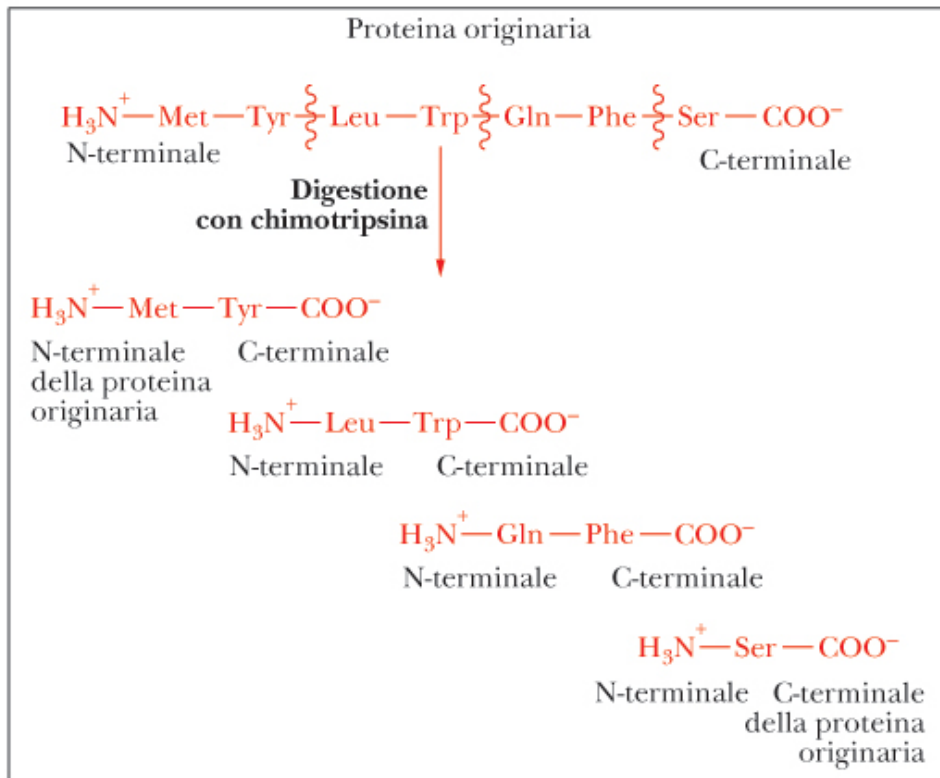 Proteina originaria
H₃N⁺—Met—Tyr—Leu—Trp—Gln—Phe—Ser—COO⁻
N-terminale C-terminale
Digestione
con chimotripsina
H₃N⁺—Met—Tyr—COO⁻
N-terminale C-terminale
della proteina
originaria
H₃N⁺—Leu—Trp—COO⁻
N-terminale C-terminale
H₃N⁺—Gln—Phe—COO⁻
N-terminale C-terminale
H₃N⁺—Ser—COO⁻
N-terminale C-terminale
della proteina
originaria